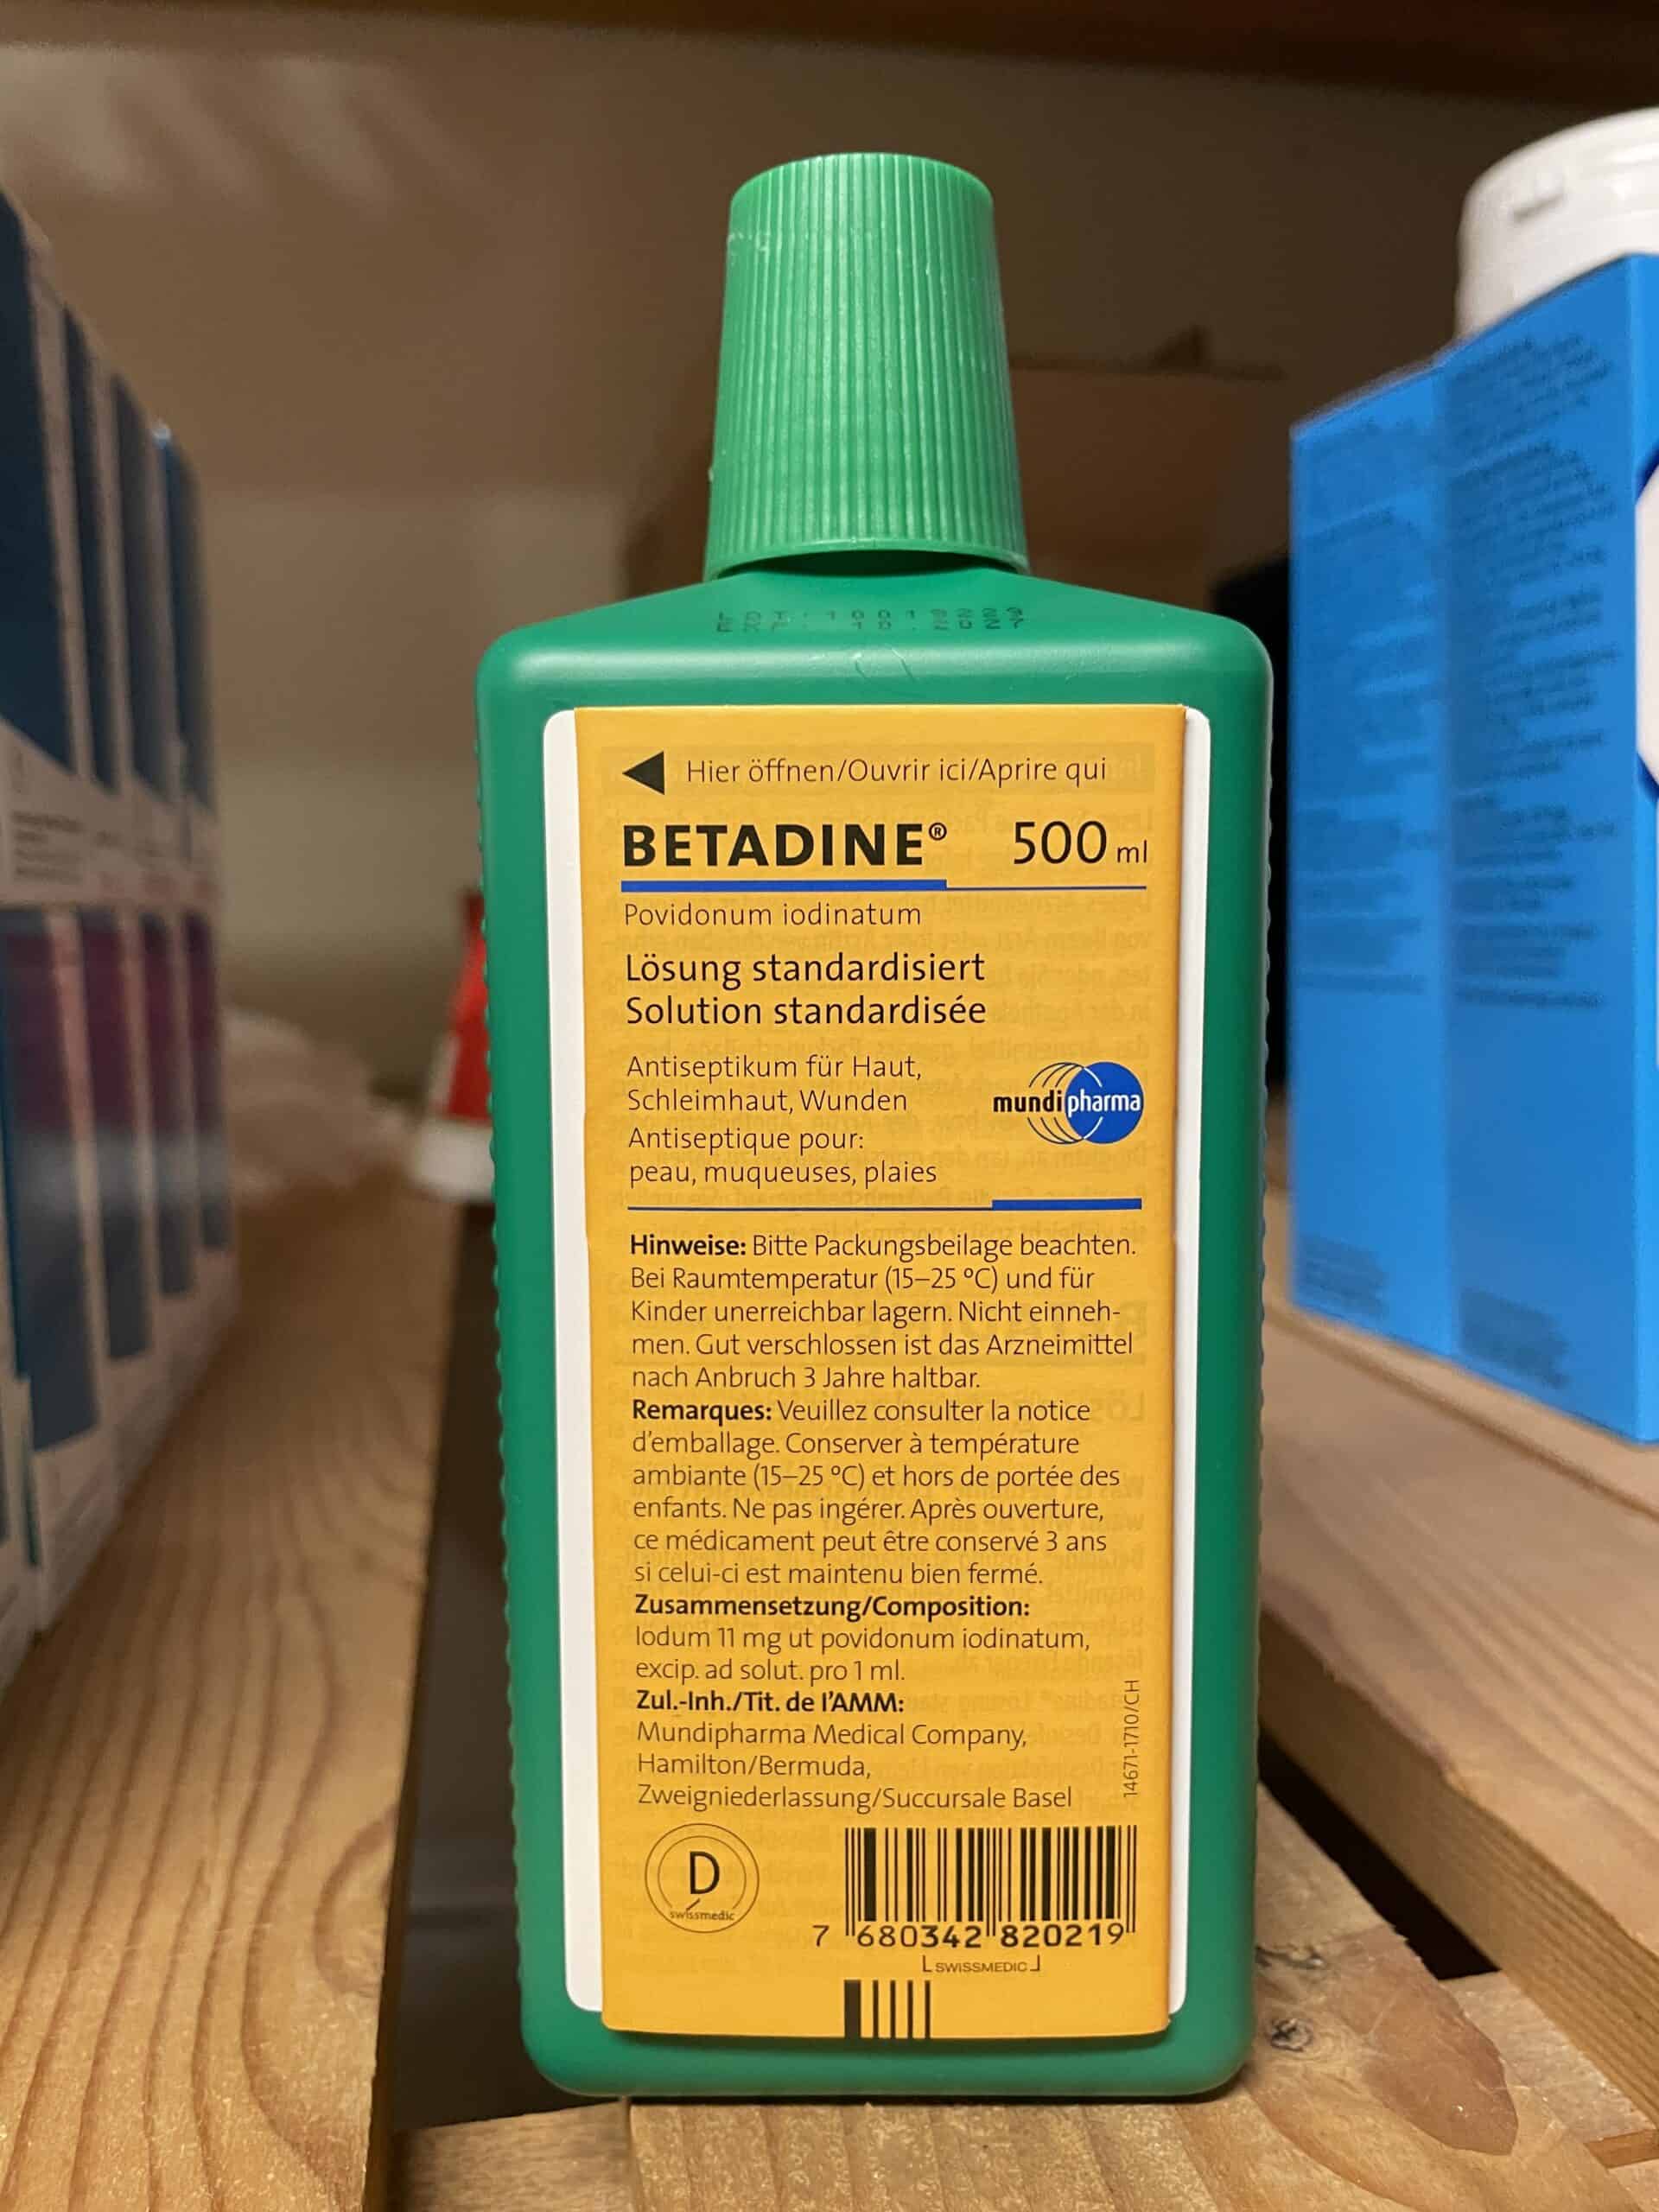 Hier öffnen/Ouvrir ici/Aprire qui
BETADINE® 500 ml
Povidonum iodinatum
Lösung standardisiert
Solution standardisée
Antiseptikum für Haut,
Schleimhaut, Wunden
Antiseptique pour:
peau, muqueuses, plaies
mundipharma
Hinweise: Bitte Packungsbeilage beachten.
Bei Raumtemperatur (15–25 °C) und für
Kinder unerreichbar lagern. Nicht einneh-
men. Gut verschlossen ist das Arzneimittel
nach Anbruch 3 Jahre haltbar.
Remarques: Veuillez consulter la notice
d'emballage. Conserver à température
ambiante (15–25 °C) et hors de portée des
enfants. Ne pas ingérer. Après ouverture,
ce médicament peut être conservé 3 ans
si celui-ci est maintenu bien fermé.
Zusammensetzung/Composition:
Iodum 11 mg ut povidonum iodinatum,
excip. ad solut. pro 1 ml.
Zul.-Inh./Tit. de l'AMM:
Mundipharma Medical Company,
Hamilton/Bermuda,
Zweigniederlassung/Succursale Basel
14671-1710/CH
D
swissmedic
7 680342 820219
SWISSMEDIC